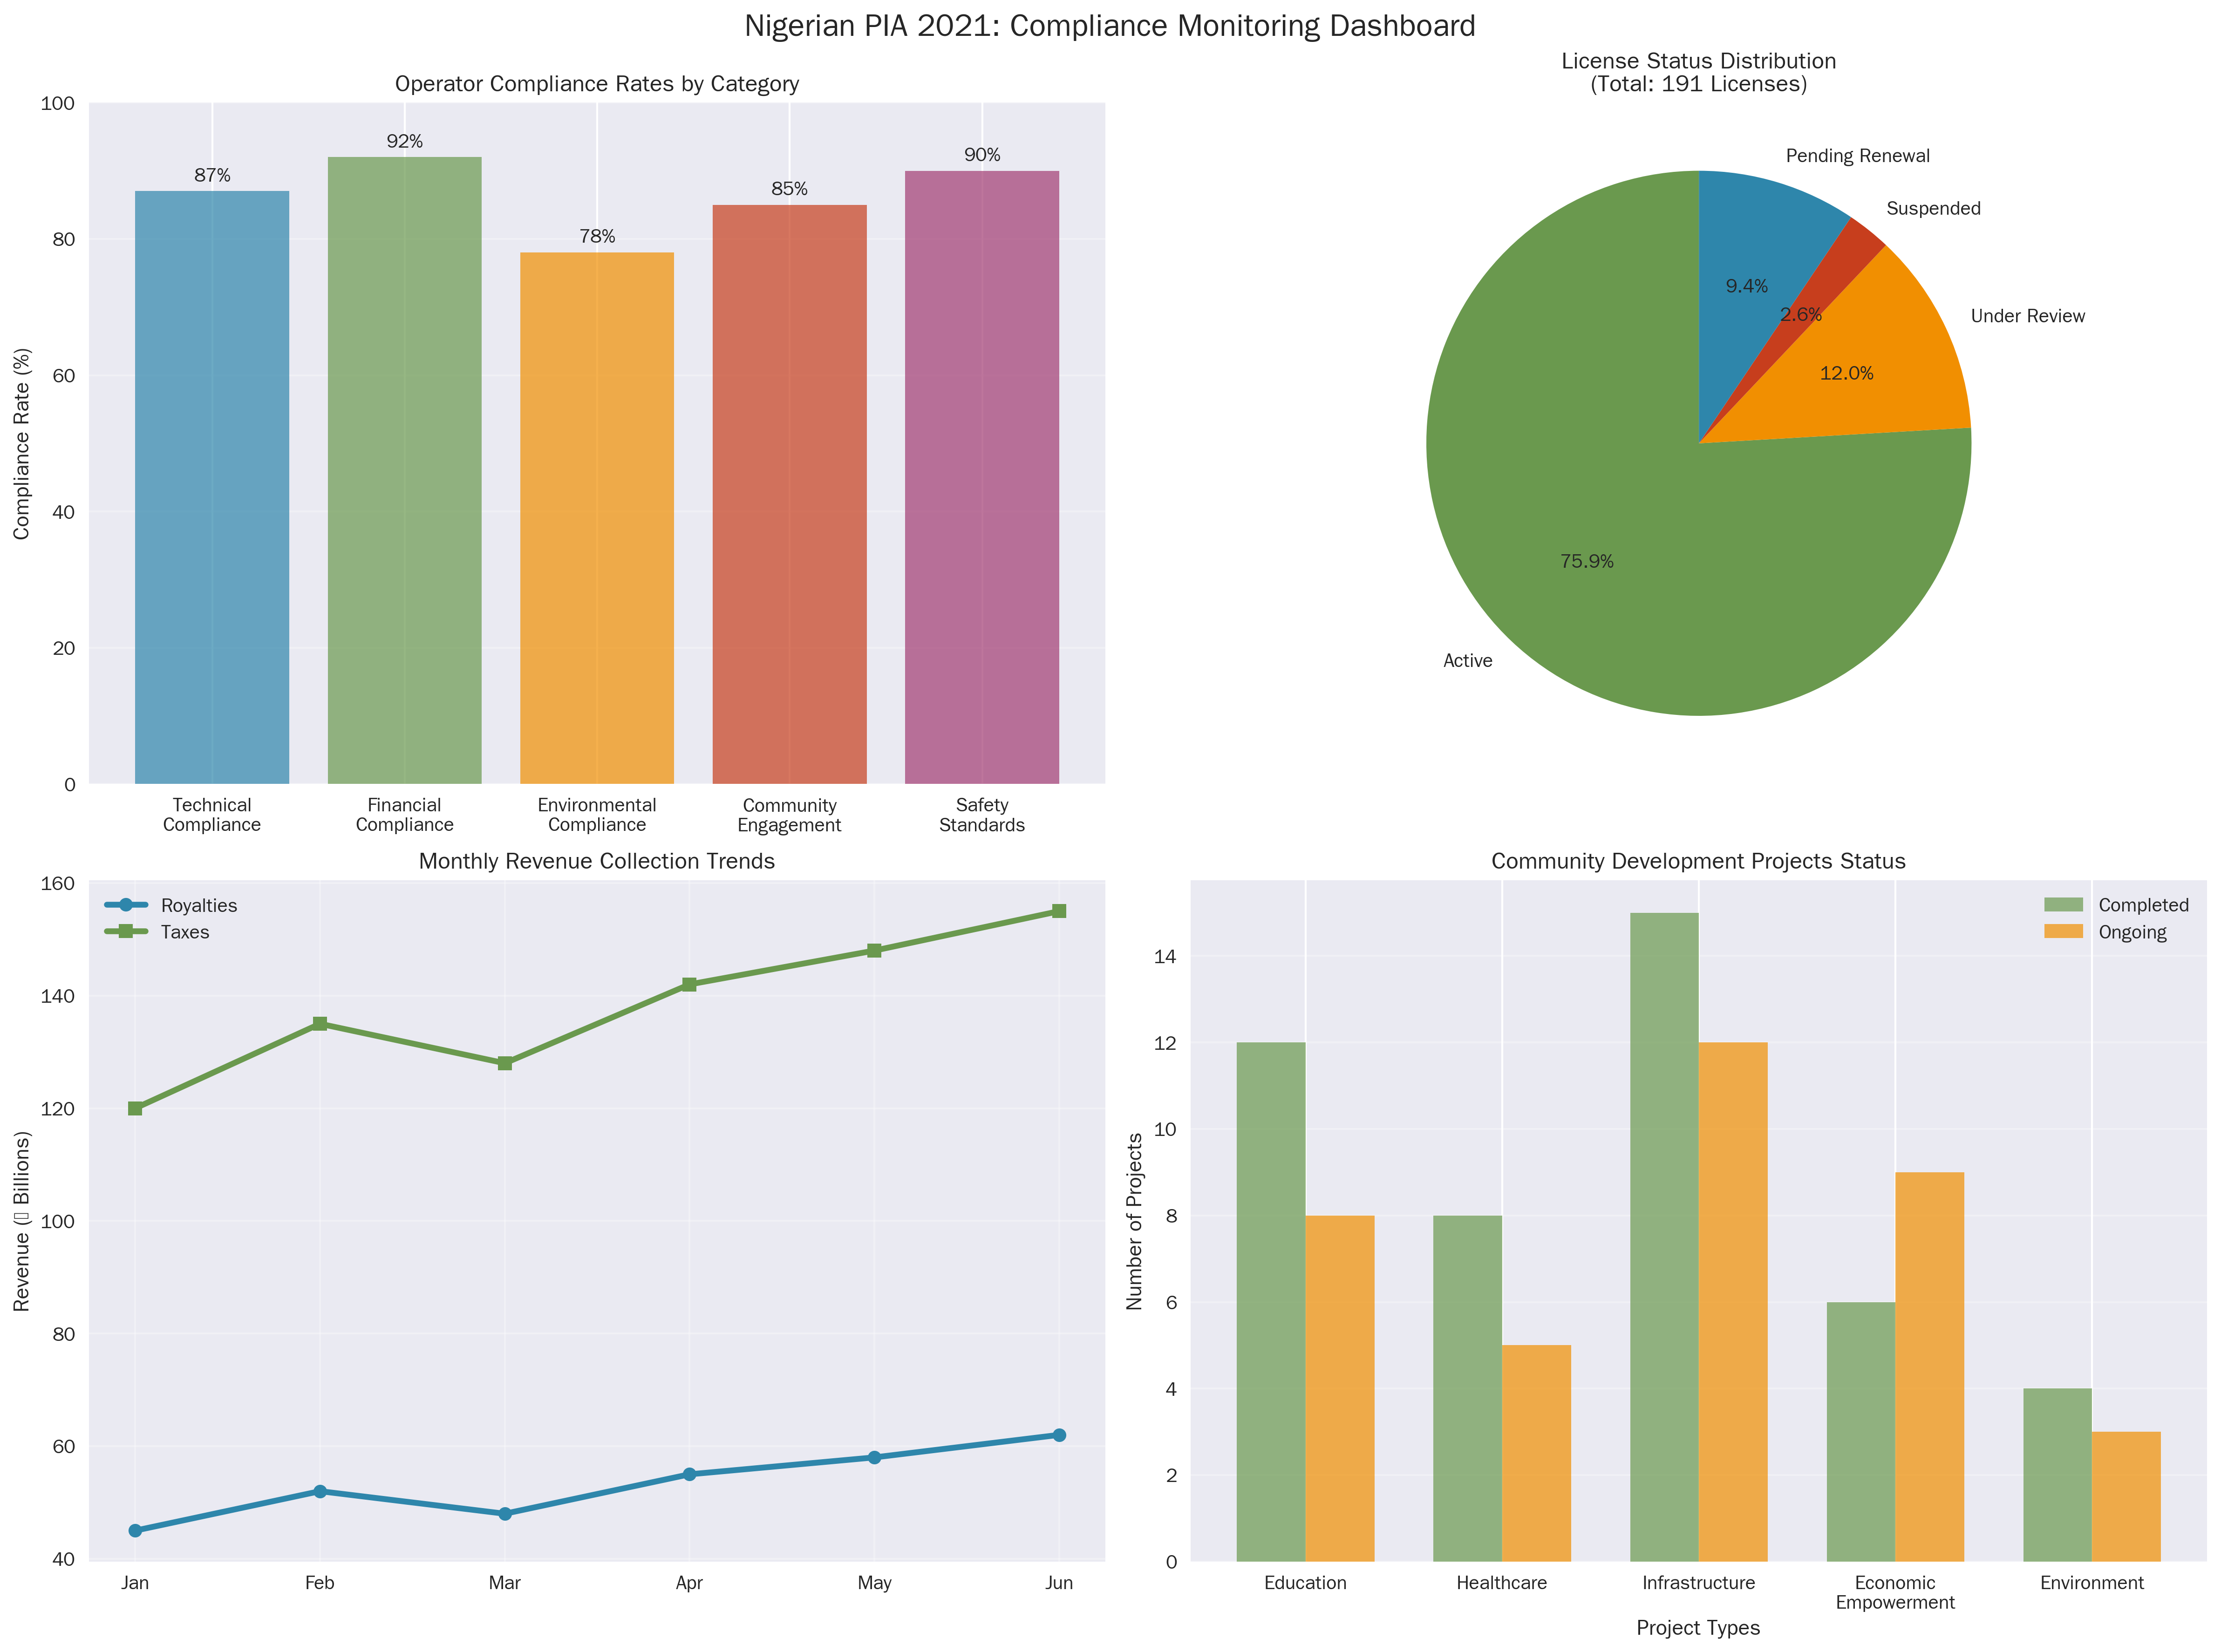 Nigerian PIA 2021: Compliance Monitoring Dashboard
Operator Compliance Rates by Category
Compliance Rate (%)
100
80
60
40
20
0
87%
92%
78%
85%
90%
Technical
Compliance
Financial
Compliance
Environmental
Compliance
Community
Engagement
Safety
Standards
License Status Distribution
(Total: 191 Licenses)
Pending Renewal
Suspended
Under Review
Active
9.4%
2.6%
12.0%
75.9%
Monthly Revenue Collection Trends
Royalties
Taxes
Revenue (▯ Billions)
160
140
120
100
80
60
40
Jan
Feb
Mar
Apr
May
Jun
Community Development Projects Status
Completed
Ongoing
Number of Projects
14
12
10
8
6
4
2
0
Education
Healthcare
Infrastructure
Economic
Empowerment
Environment
Project Types